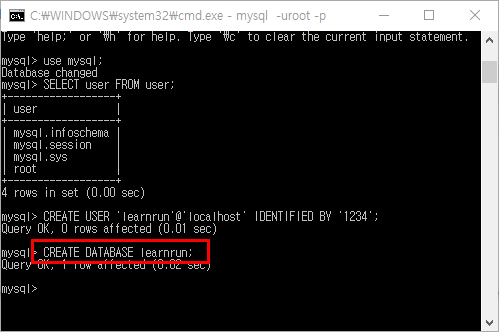 C:₩WINDOWS₩system32₩cmd.exe - mysql -uroot -p
Type 'help;' or '₩h' for help. Type '₩c' to clear the current input statement.
mysql> use mysql;
Database changed
mysql> SELECT user FROM user;
+------------------+
| user             |
+------------------+
| mysql.infoschema |
| mysql.session    |
| mysql.sys        |
| root             |
+------------------+
4 rows in set (0.00 sec)
mysql> CREATE USER 'learnrun'@'localhost' IDENTIFIED BY '1234';
Query OK, 0 rows affected (0.01 sec)
mysql> CREATE DATABASE learnrun;
Query OK, 1 row affected (0.02 sec)
mysql>